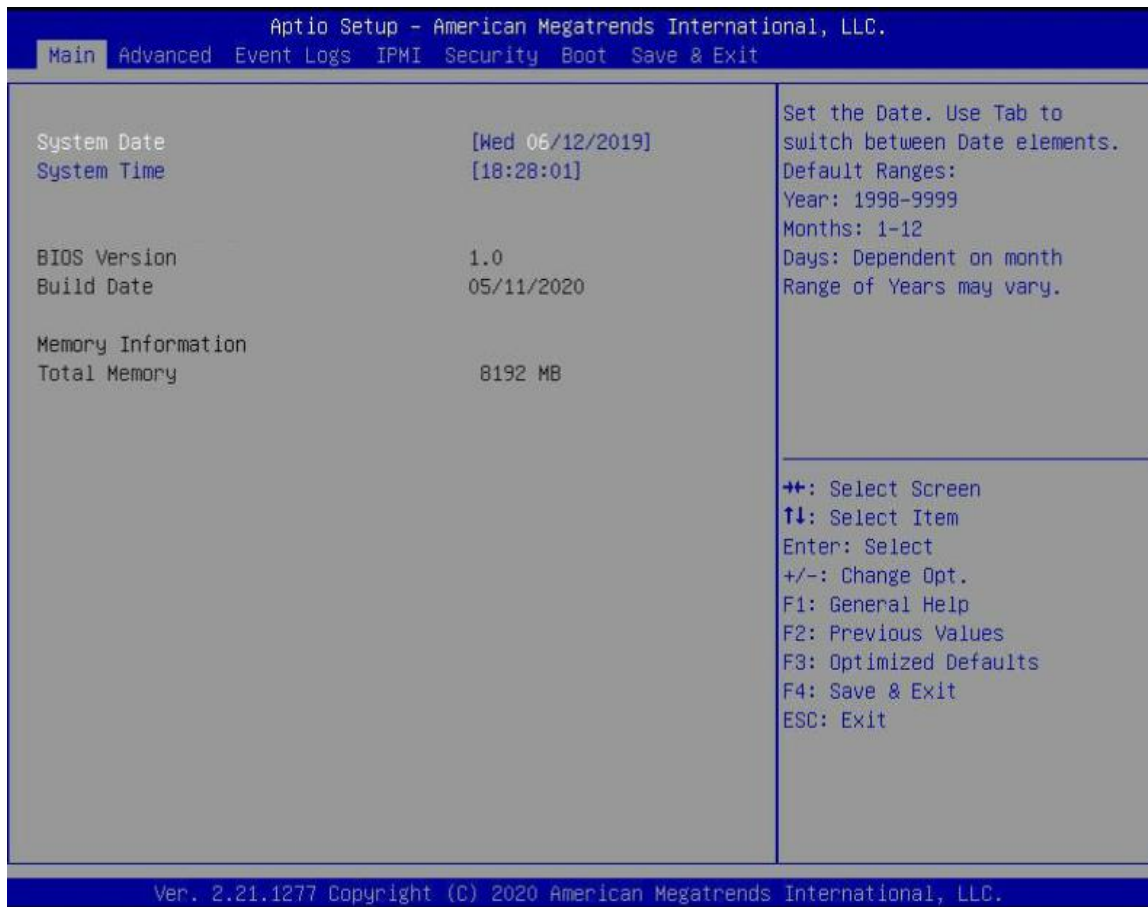 Aptio Setup – American Megatrends International, LLC.
Main Advanced Event Logs IPMI Security Boot Save & Exit
System Date [Wed 06/12/2019]
System Time [18:28:01]
BIOS Version 1.0
Build Date 05/11/2020
Memory Information
Total Memory 8192 MB
Set the Date. Use Tab to
switch between Date elements.
Default Ranges:
Year: 1998-9999
Months: 1-12
Days: Dependent on month
Range of Years may vary.
→←: Select Screen
↑↓: Select Item
Enter: Select
+/-: Change Opt.
F1: General Help
F2: Previous Values
F3: Optimized Defaults
F4: Save & Exit
ESC: Exit
Ver. 2.21.1277 Copyright (C) 2020 American Megatrends International, LLC.